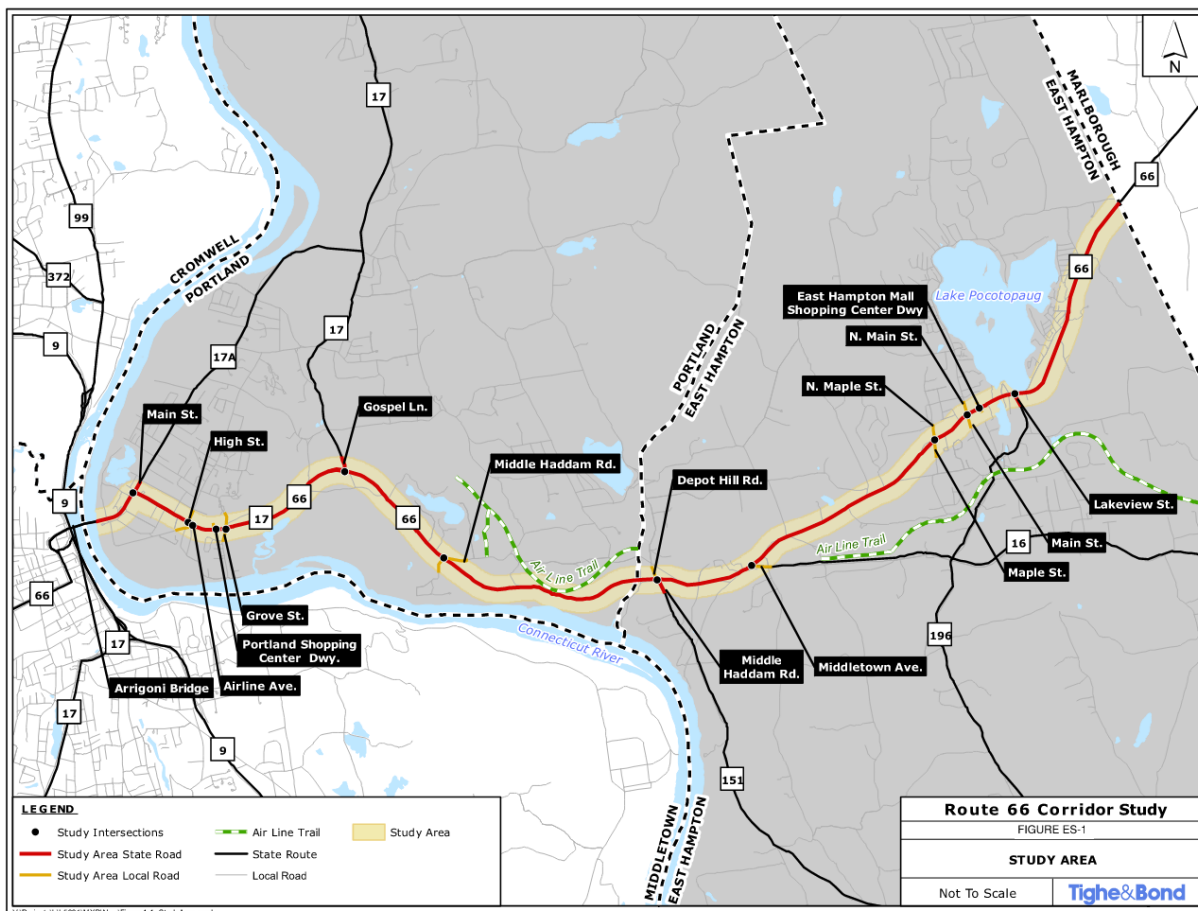 N
MARLBOROUGH
EAST HAMPTON
17
66
99
CROMWELL
PORTLAND
372
9
17
17A
66
Lake Pocotopaug
East Hampton Mall
Shopping Center Dwy
N. Main St.
PORTLAND
EAST HAMPTON
N. Maple St.
Main St.
Gospel Ln.
High St.
Middle Haddam Rd.
Depot Hill Rd.
9
17
66
66
Lakeview St.
Air Line Trail
Air Line Trail
16
Main St.
Maple St.
66
Grove St.
Portland Shopping
Center Dwy.
Connecticut River
17
196
Middle
Haddam Rd.
Middletown Ave.
Arrigoni Bridge
Airline Ave.
17
9
151
MIDDLETOWN
EAST HAMPTON
LEGEND
Study Intersections
Air Line Trail
Study Area
Study Area State Road
State Route
Study Area Local Road
Local Road
Route 66 Corridor Study
FIGURE ES-1
STUDY AREA
Not To Scale
Tighe&Bond